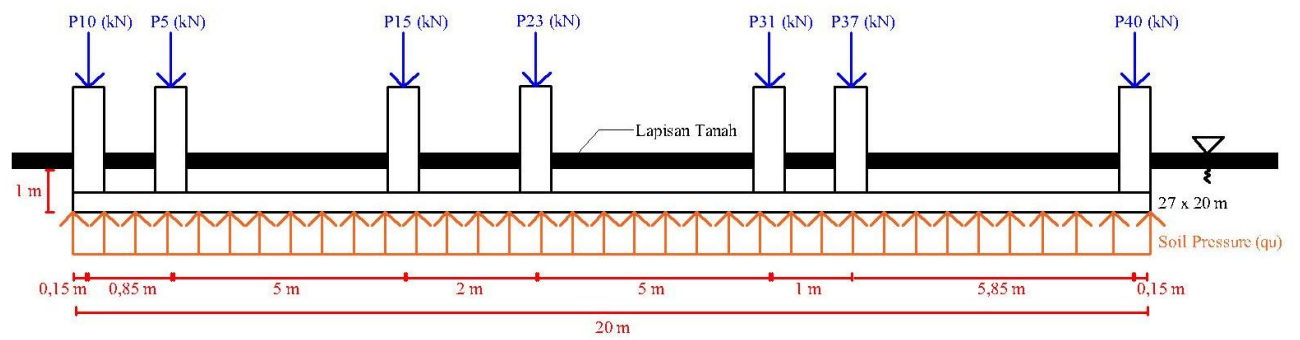 P10 (kN)
P5 (kN)
P15 (kN)
P23 (kN)
P31 (kN)
P37 (kN)
P40 (kN)
Lapisan Tanah
1 m
27 x 20 m
Soil Pressure (qu)
0,15 m
0,85 m
5 m
2 m
5 m
1 m
5,85 m
0,15 m
20 m